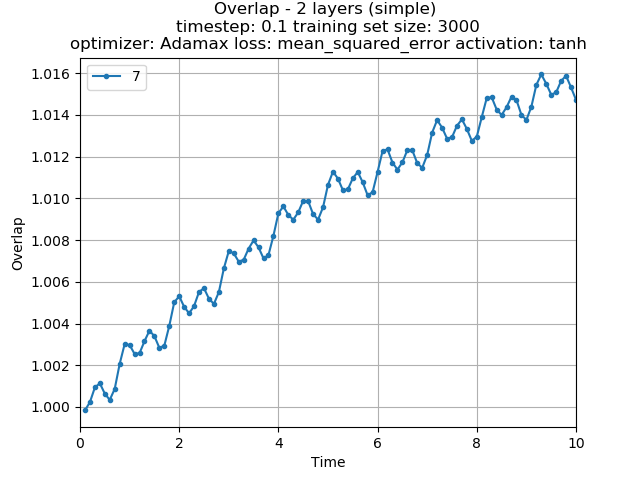 Overlap - 2 layers (simple)
timestep: 0.1 training set size: 3000
optimizer: Adamax loss: mean_squared_error activation: tanh
7
1.016
1.014
1.012
1.010
1.008
1.006
1.004
1.002
1.000
Overlap
0 2 4 6 8 10
Time